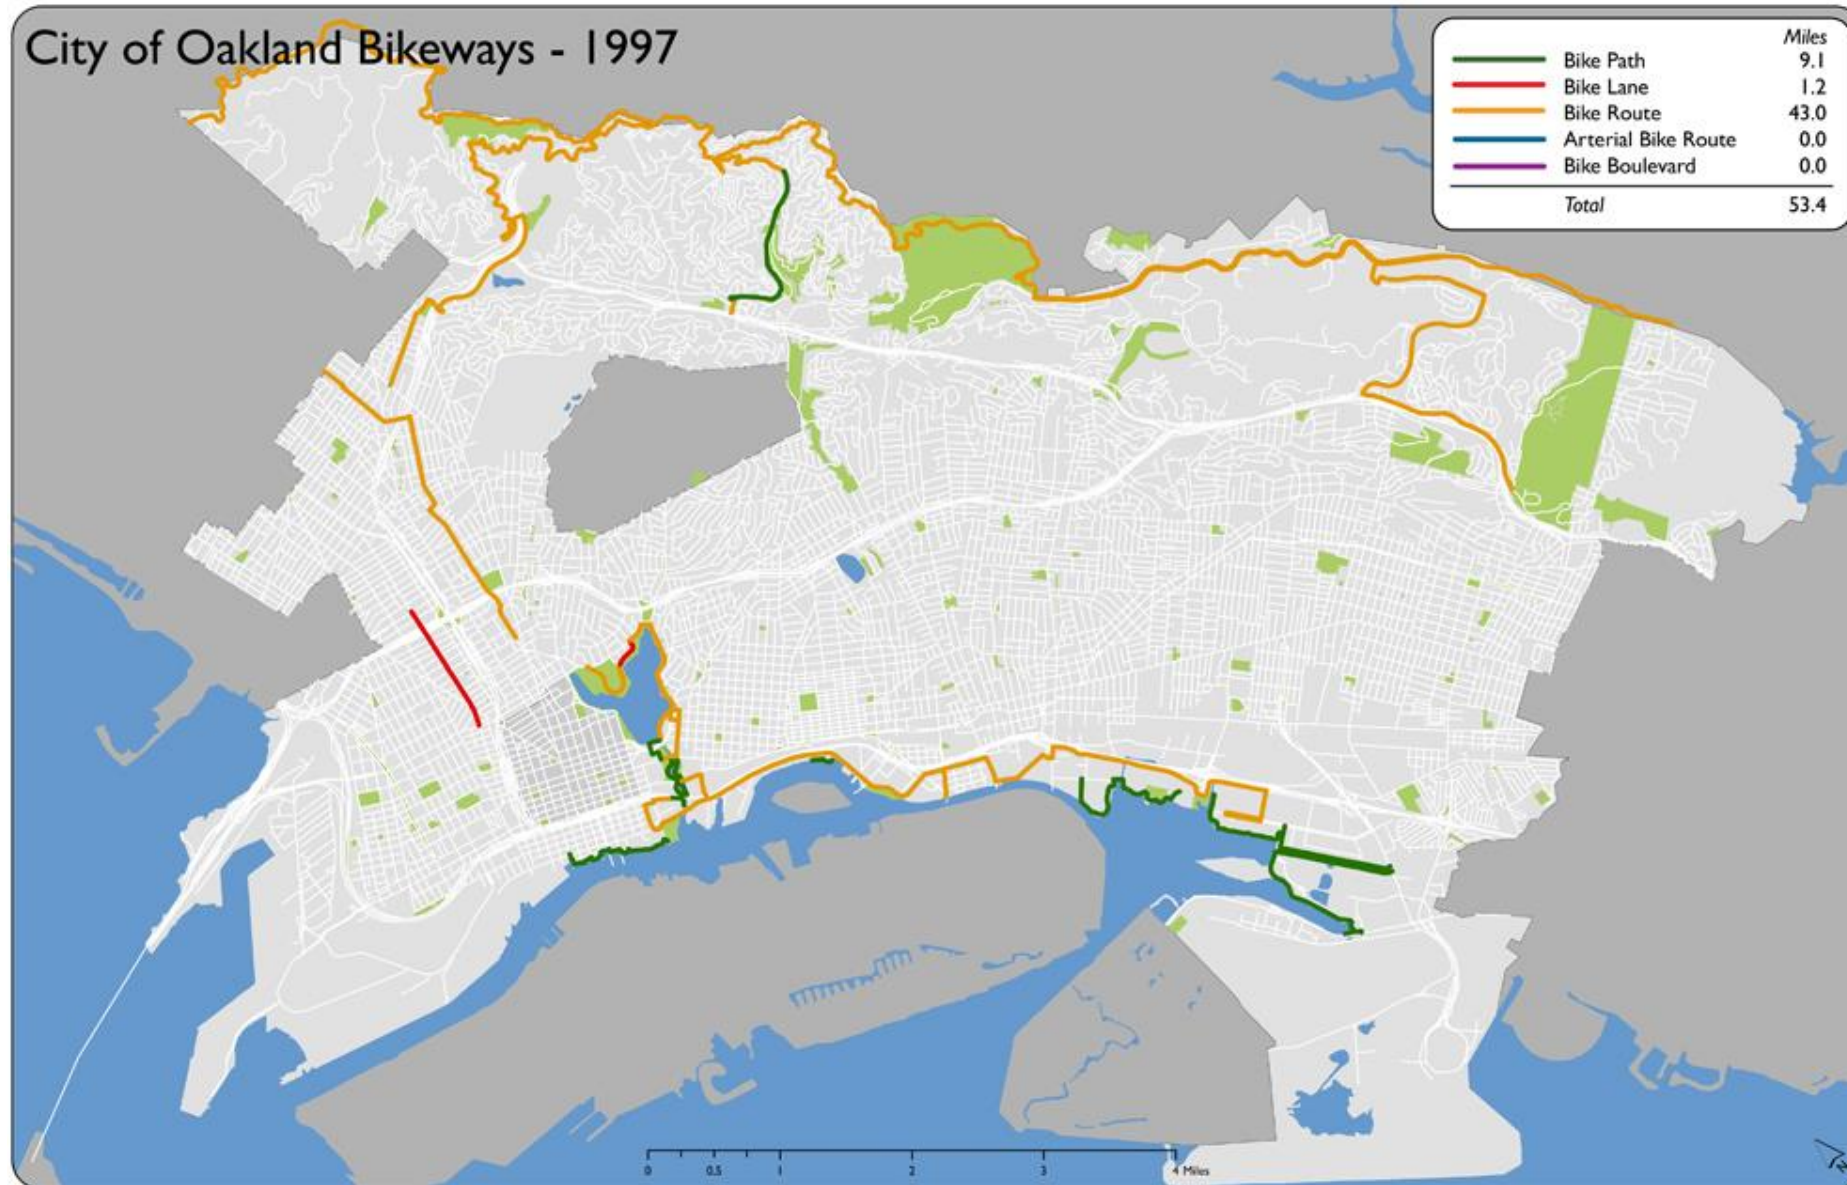 City of Oakland Bikeways - 1997
Miles
Bike Path 9.1
Bike Lane 1.2
Bike Route 43.0
Arterial Bike Route 0.0
Bike Boulevard 0.0
Total 53.4
0 0.5 1 2 3 4 Miles
N